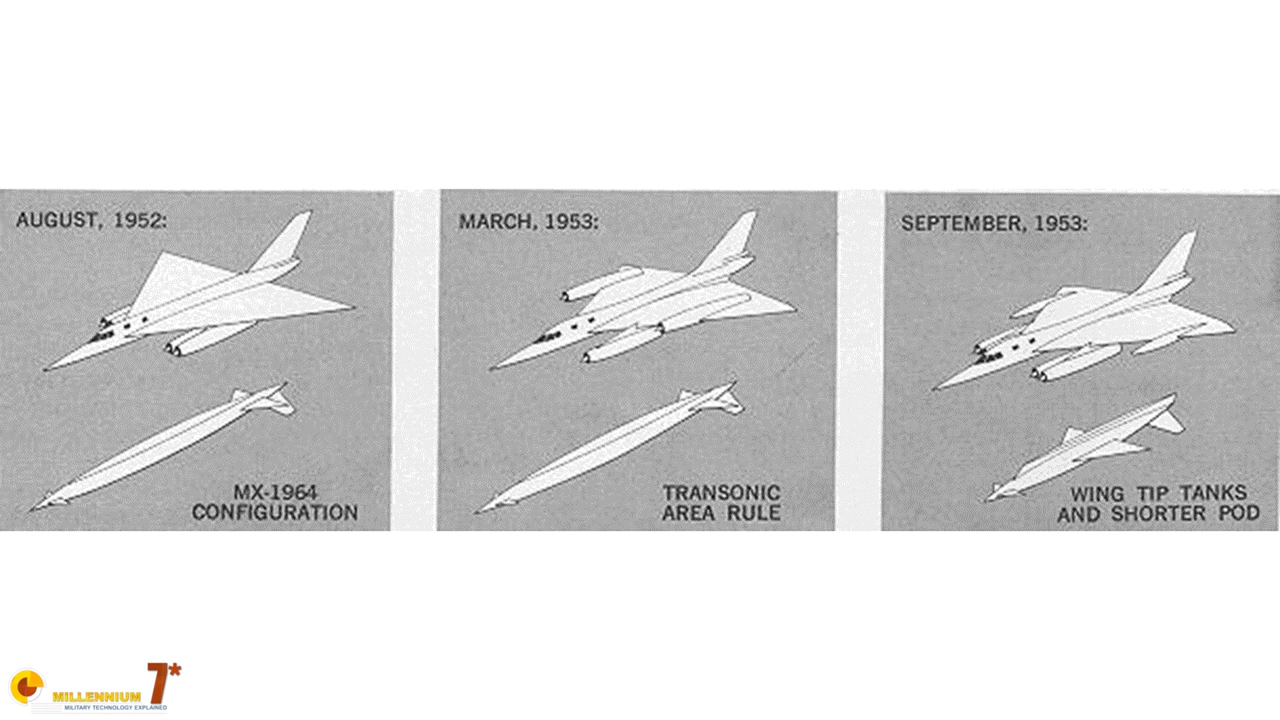 AUGUST, 1952:
MX-1964
CONFIGURATION
MARCH, 1953:
TRANSONIC
AREA RULE
SEPTEMBER, 1953:
WING TIP TANKS
AND SHORTER POD
MILLENNIUM 7*
MILITARY TECHNOLOGY EXPLAINED